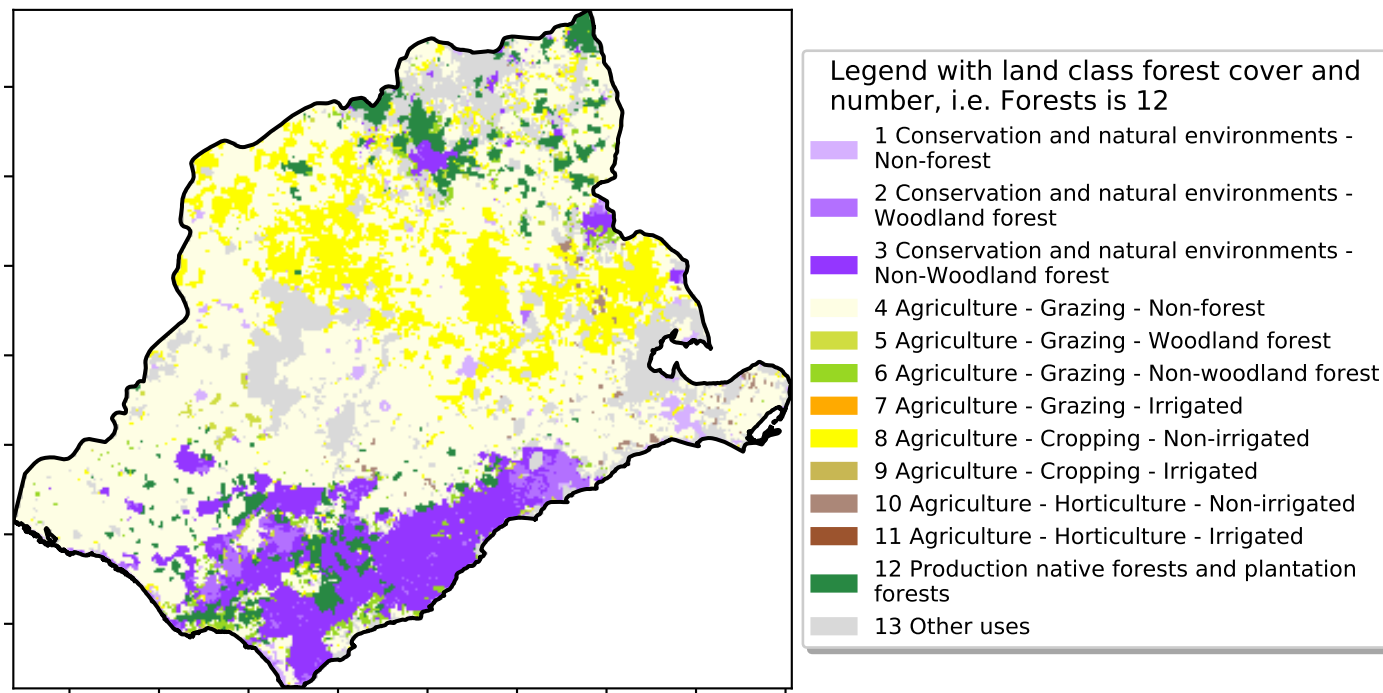 Legend with land class forest cover and
number, i.e. Forests is 12
1 Conservation and natural environments -
Non-forest
2 Conservation and natural environments -
Woodland forest
3 Conservation and natural environments -
Non-Woodland forest
4 Agriculture - Grazing - Non-forest
5 Agriculture - Grazing - Woodland forest
6 Agriculture - Grazing - Non-woodland forest
7 Agriculture - Grazing - Irrigated
8 Agriculture - Cropping - Non-irrigated
9 Agriculture - Cropping - Irrigated
10 Agriculture - Horticulture - Non-irrigated
11 Agriculture - Horticulture - Irrigated
12 Production native forests and plantation
forests
13 Other uses